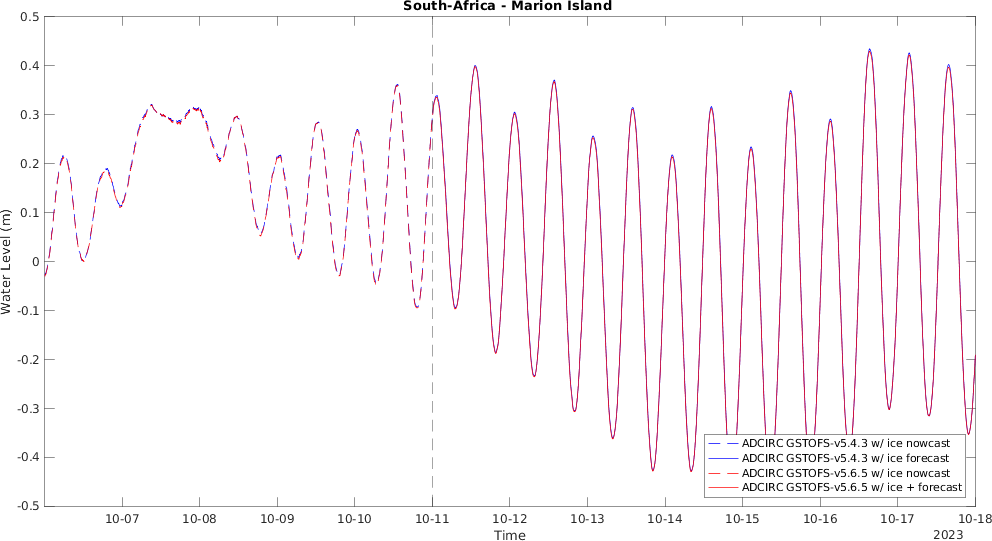 South-Africa - Marion Island
Water Level (m)
0.5
0.4
0.3
0.2
0.1
0
-0.1
-0.2
-0.3
-0.4
-0.5
ADCIRC GSTOFS-v5.4.3 w/ ice nowcast
ADCIRC GSTOFS-v5.4.3 w/ ice forecast
ADCIRC GSTOFS-v5.6.5 w/ ice nowcast
ADCIRC GSTOFS-v5.6.5 w/ ice + forecast
10-07 10-08 10-09 10-10 10-11 10-12 10-13 10-14 10-15 10-16 10-17 10-18
Time
2023